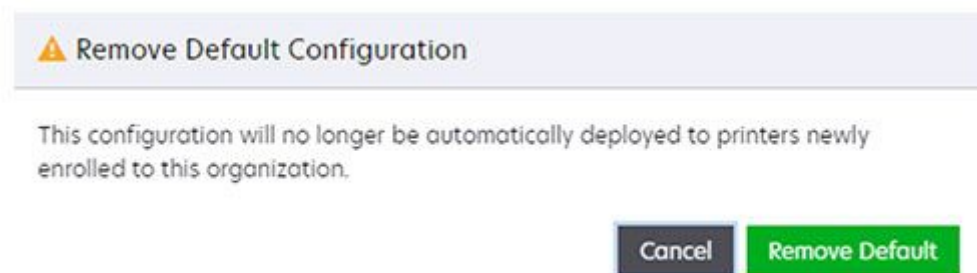 Remove Default Configuration
This configuration will no longer be automatically deployed to printers newly
enrolled to this organization.
Cancel Remove Default